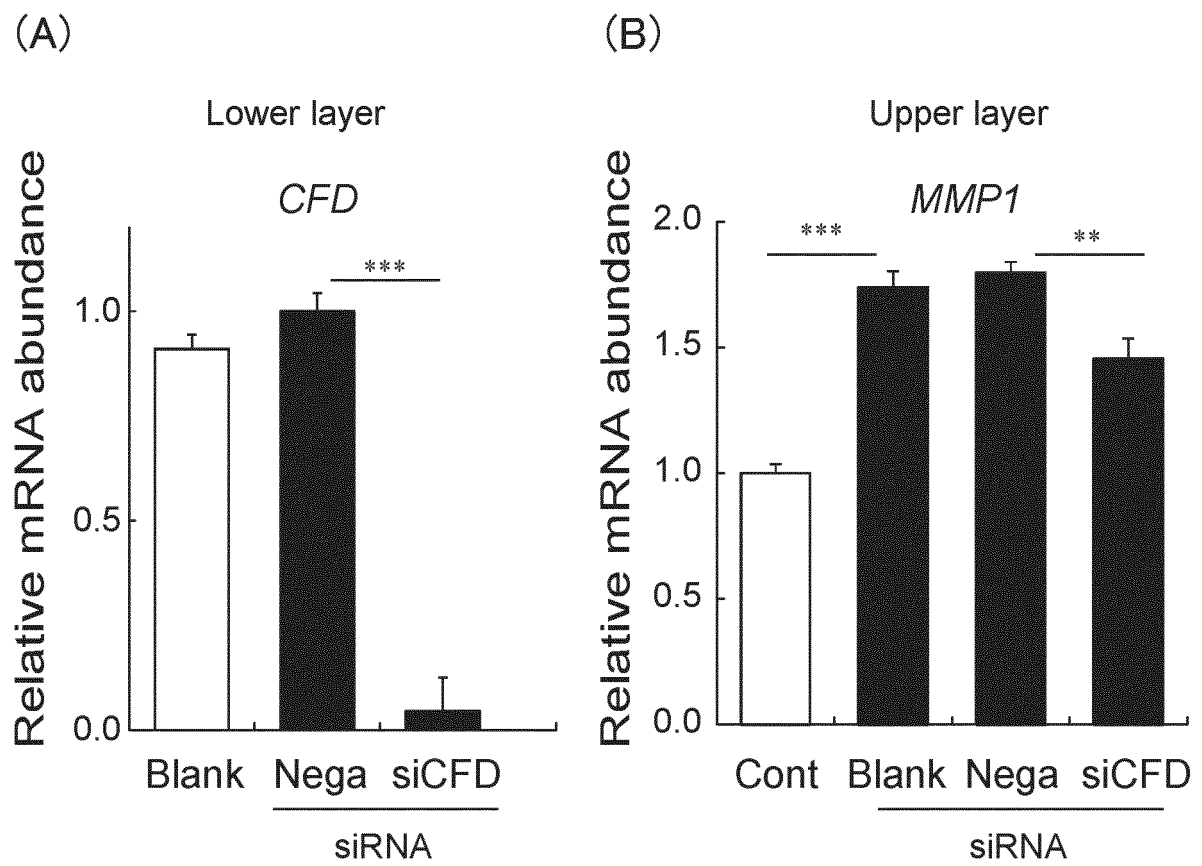 (A)
Lower layer
CFD
Relative mRNA abundance
***
1.0
0.5
0.0
Blank Nega siCFD
siRNA
(B)
Upper layer
MMP1
Relative mRNA abundance
2.0
***
**
1.5
1.0
0.5
0.0
Cont Blank Nega siCFD
siRNA